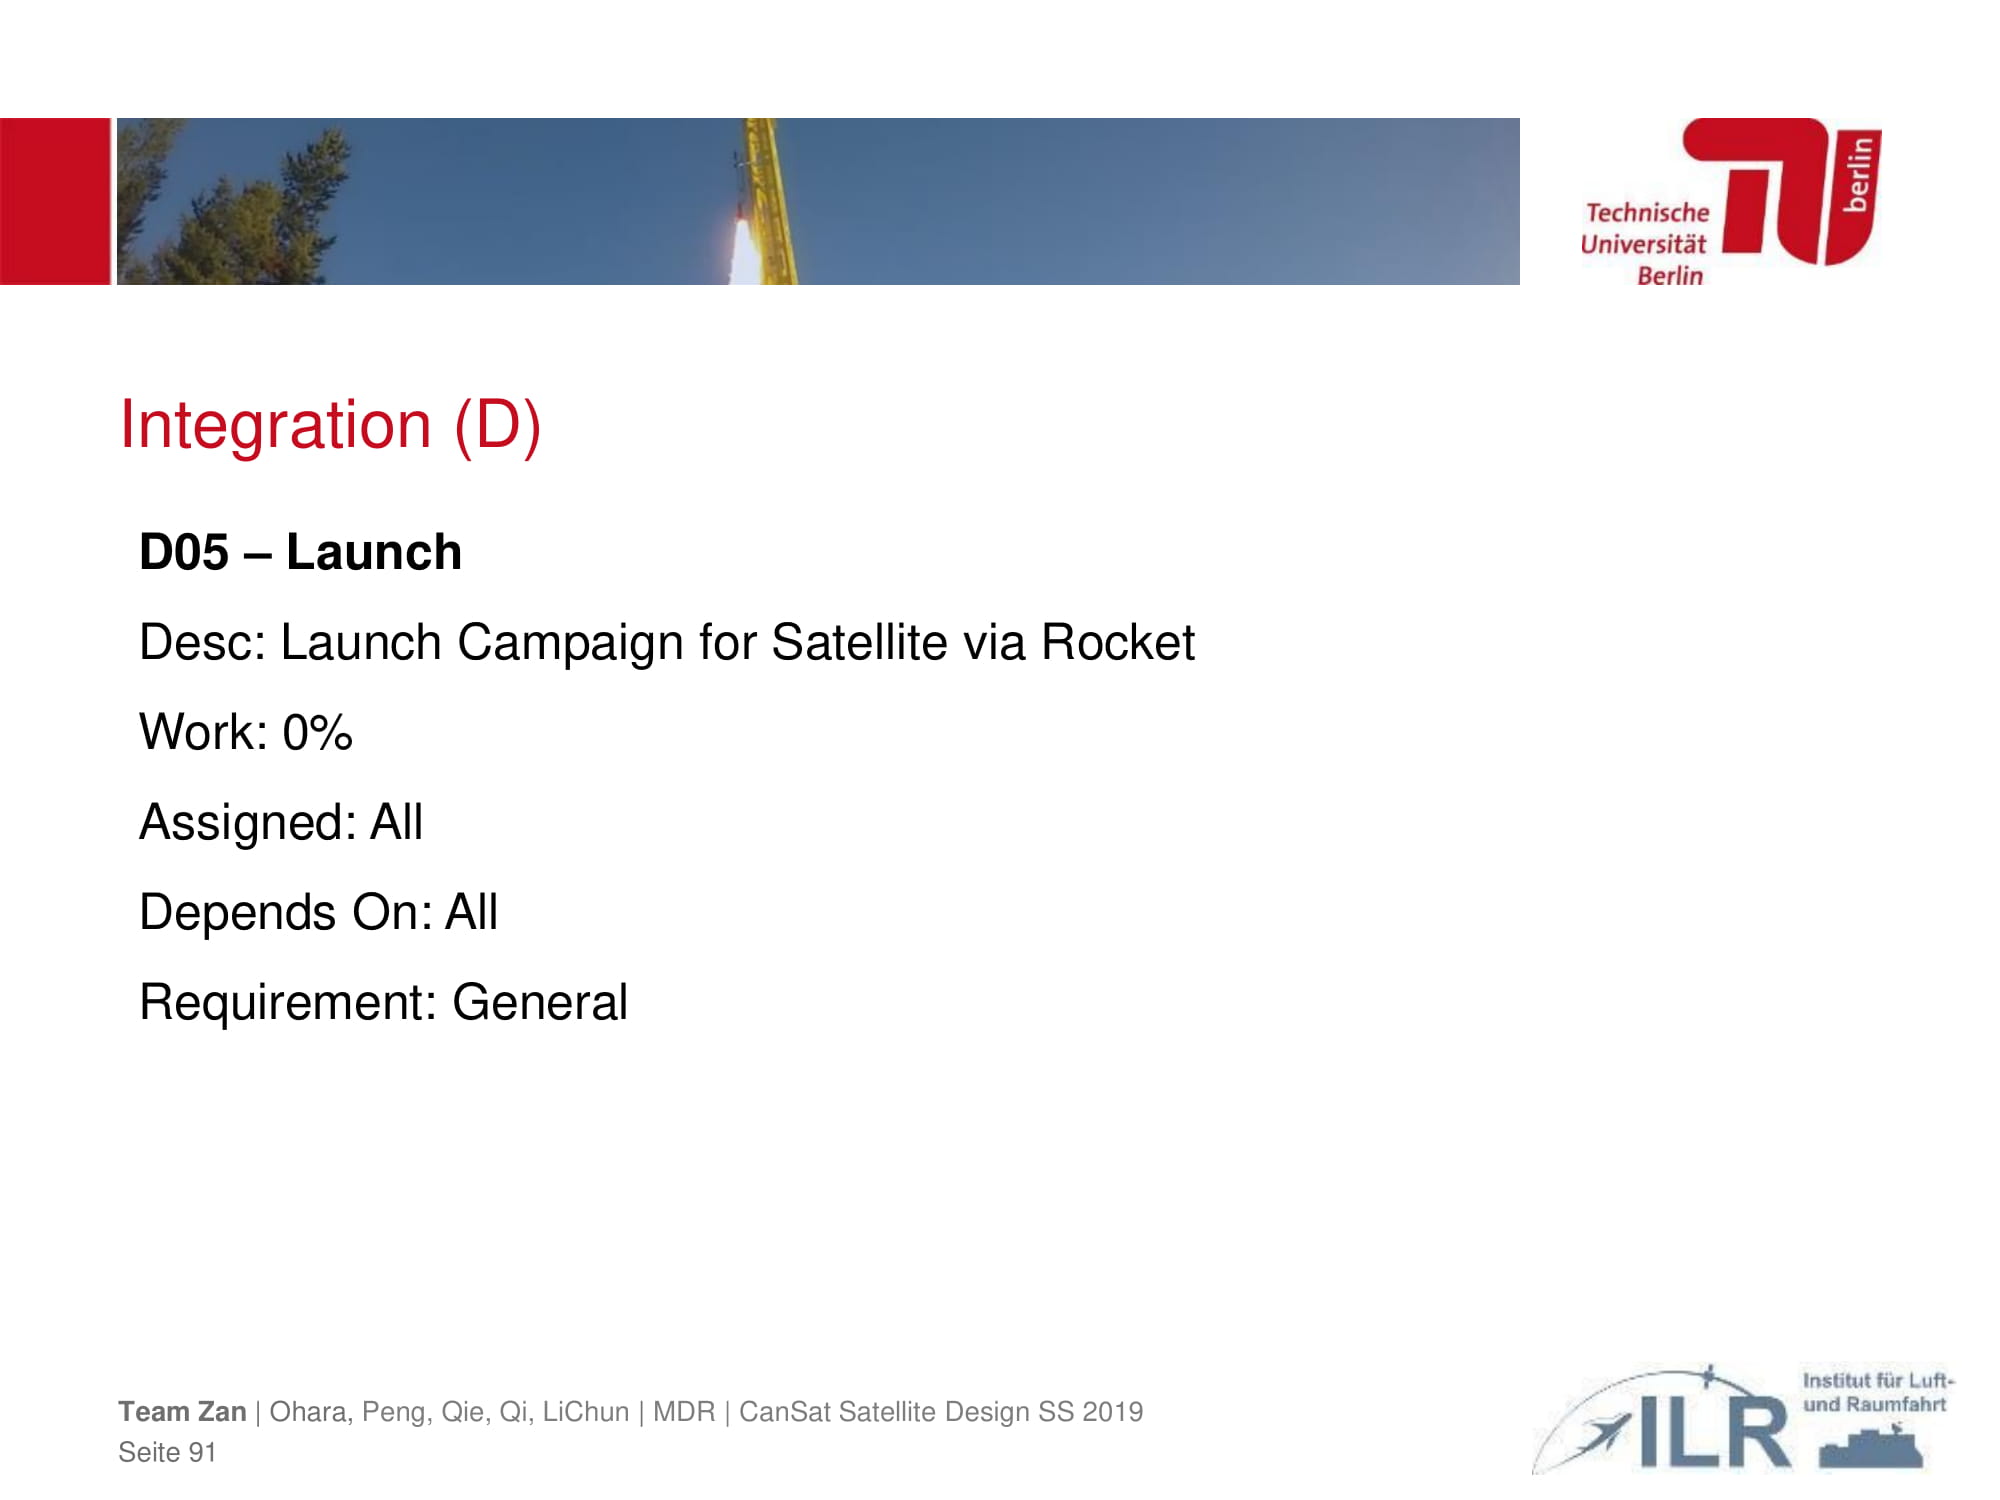 Technische
Universität
Berlin
berlin
Integration (D)
D05 – Launch
Desc: Launch Campaign for Satellite via Rocket
Work: 0%
Assigned: All
Depends On: All
Requirement: General
Team Zan | Ohara, Peng, Qie, Qi, LiChun | MDR | CanSat Satellite Design SS 2019
Seite 91
ILR
Institut für Luft-
und Raumfahrt